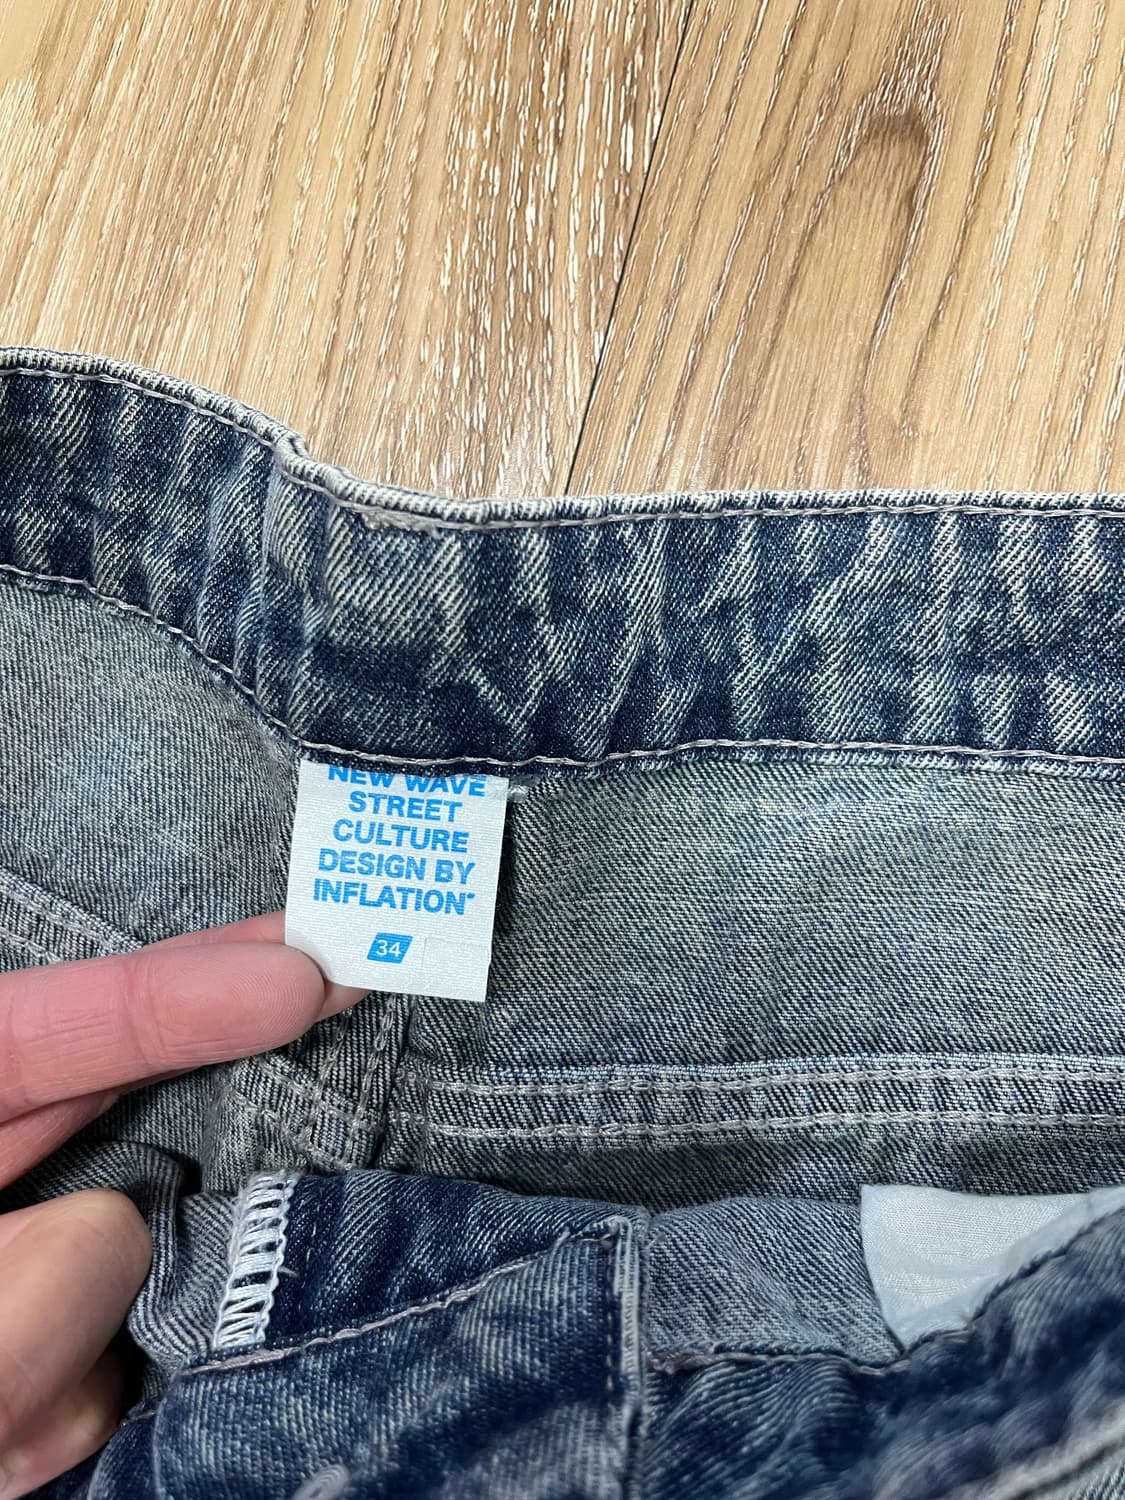 NEW WAVE
STREET
CULTURE
DESIGN BY
INFLATION
34